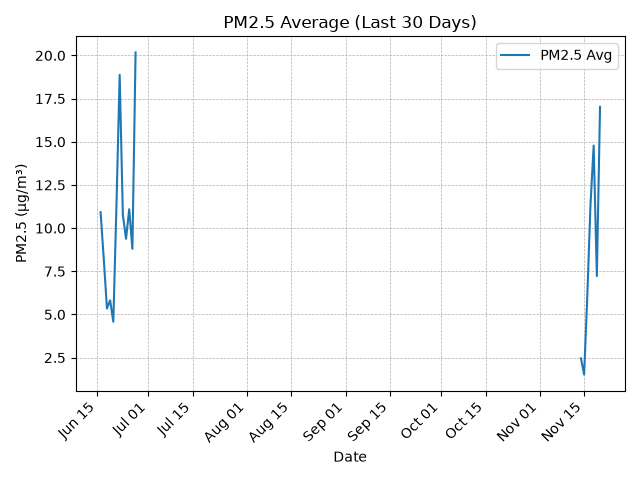 PM2.5 Average (Last 30 Days)
PM2.5 Avg
PM2.5 (µg/m³)
20.0
17.5
15.0
12.5
10.0
7.5
5.0
2.5
Jun 15
Jul 01
Jul 15
Aug 01
Aug 15
Sep 01
Sep 15
Oct 01
Oct 15
Nov 01
Nov 15
Date